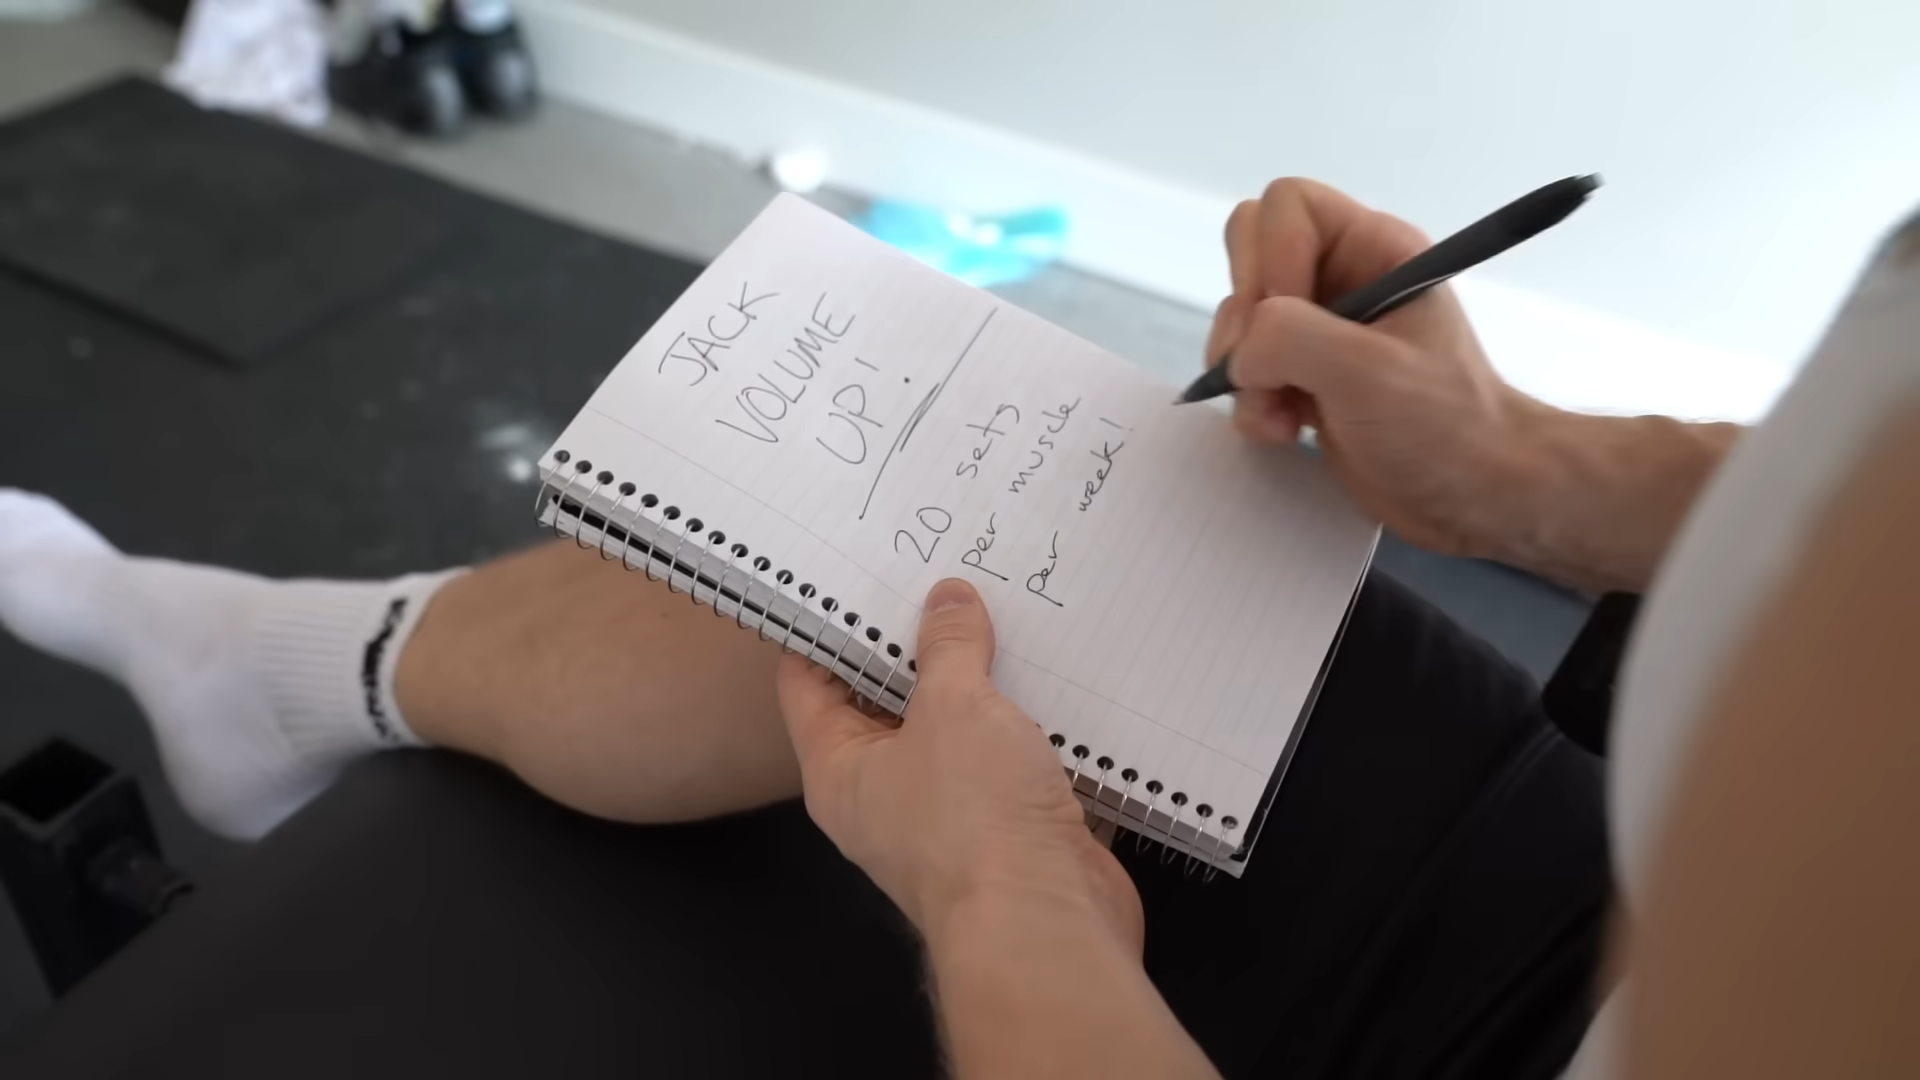 JACK
VOLUME
UP!
20 sets
per muscle
per week!